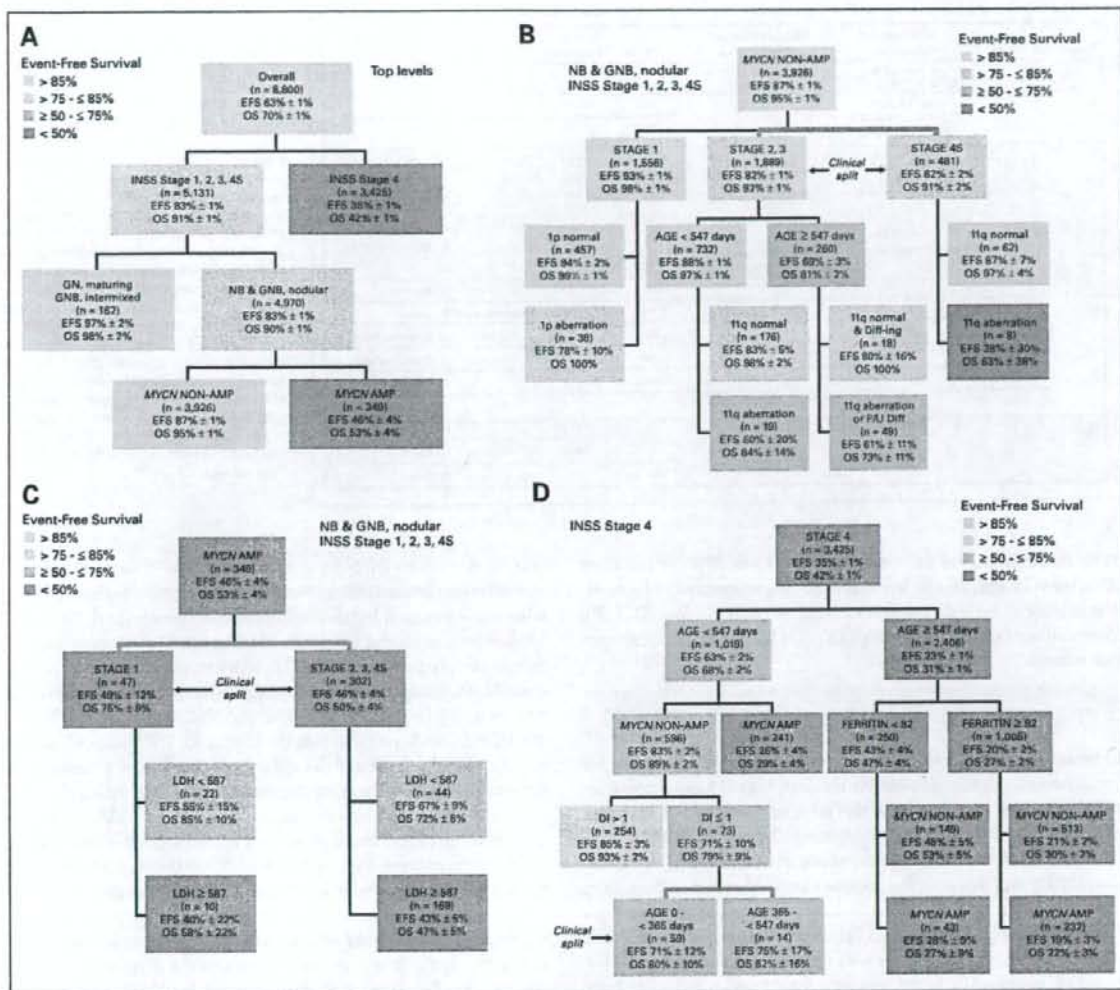 A
Event-Free Survival
> 85%
> 75 - ≤ 85%
≥ 50 - ≤ 75%
< 50%
Top levels
Overall
(n = 8,800)
EFS 63% ± 1%
OS 70% ± 1%
INSS Stage 1, 2, 3, 4S
(n = 5,131)
EFS 83% ± 1%
OS 91% ± 1%
INSS Stage 4
(n = 3,425)
EFS 35% ± 1%
OS 42% ± 1%
GN, maturing
GNB, intermixed
(n = 162)
EFS 97% ± 2%
OS 98% ± 2%
NB & GNB, nodular
(n = 4,970)
EFS 83% ± 1%
OS 90% ± 1%
MYCN NON-AMP
(n = 3,926)
EFS 87% ± 1%
OS 95% ± 1%
MYCN AMP
(n = 349)
EFS 46% ± 4%
OS 53% ± 4%
B
NB & GNB, nodular
INSS Stage 1, 2, 3, 4S
Event-Free Survival
> 85%
> 75 - ≤ 85%
≥ 50 - ≤ 75%
< 50%
MYCN NON-AMP
(n = 3,926)
EFS 87% ± 1%
OS 95% ± 1%
STAGE 1
(n = 1,556)
EFS 93% ± 1%
OS 98% ± 1%
STAGE 2, 3
(n = 1,889)
EFS 82% ± 1%
OS 93% ± 1%
Clinical
split
STAGE 4S
(n = 481)
EFS 82% ± 2%
OS 91% ± 2%
1p normal
(n = 457)
EFS 94% ± 2%
OS 99% ± 1%
AGE < 547 days
(n = 732)
EFS 88% ± 1%
OS 97% ± 1%
AGE ≥ 547 days
(n = 260)
EFS 69% ± 3%
OS 81% ± 2%
11q normal
(n = 62)
EFS 87% ± 7%
OS 97% ± 4%
1p aberration
(n = 36)
EFS 78% ± 10%
OS 100%
11q normal
(n = 176)
EFS 83% ± 5%
OS 98% ± 2%
11q normal
& Diff-ing
(n = 18)
EFS 80% ± 16%
OS 100%
11q aberration
(n = 8)
EFS 38% ± 30%
OS 63% ± 38%
11q aberration
(n = 19)
EFS 60% ± 20%
OS 84% ± 14%
11q aberration
or F/U Diff
(n = 49)
EFS 61% ± 11%
OS 73% ± 11%
C
Event-Free Survival
> 85%
> 75 - ≤ 85%
≥ 50 - ≤ 75%
< 50%
NB & GNB, nodular
INSS Stage 1, 2, 3, 4S
MYCN AMP
(n = 349)
EFS 46% ± 4%
OS 53% ± 4%
STAGE 1
(n = 47)
EFS 49% ± 12%
OS 75% ± 8%
Clinical
split
STAGE 2, 3, 4S
(n = 302)
EFS 46% ± 4%
OS 50% ± 4%
LDH < 587
(n = 22)
EFS 55% ± 15%
OS 85% ± 10%
LDH < 587
(n = 44)
EFS 67% ± 9%
OS 72% ± 8%
LDH ≥ 587
(n = 10)
EFS 40% ± 22%
OS 58% ± 22%
LDH ≥ 587
(n = 169)
EFS 43% ± 5%
OS 47% ± 5%
D
INSS Stage 4
Event-Free Survival
> 85%
> 75 - ≤ 85%
≥ 50 - ≤ 75%
< 50%
STAGE 4
(n = 3,425)
EFS 35% ± 1%
OS 42% ± 1%
AGE < 547 days
(n = 1,019)
EFS 63% ± 2%
OS 68% ± 2%
AGE ≥ 547 days
(n = 2,406)
EFS 23% ± 1%
OS 31% ± 1%
MYCN NON-AMP
(n = 596)
EFS 83% ± 2%
OS 89% ± 2%
MYCN AMP
(n = 241)
EFS 26% ± 4%
OS 29% ± 4%
FERRITIN < 92
(n = 250)
EFS 43% ± 4%
OS 47% ± 4%
FERRITIN ≥ 92
EFS 20% ± 2%
OS 27% ± 2%
DI > 1
(n = 254)
EFS 85% ± 3%
OS 93% ± 2%
DI ≤ 1
(n = 73)
EFS 71% ± 10%
OS 79% ± 9%
MYCN NON-AMP
(n = 149)
EFS 46% ± 5%
OS 53% ± 5%
MYCN NON-AMP
(n = 513)
EFS 21% ± 2%
OS 30% ± 3%
Clinical
split
AGE 0 -
< 365 days
(n = 59)
EFS 71% ± 12%
OS 80% ± 10%
AGE 365 -
< 547 days
(n = 14)
EFS 75% ± 17%
OS 82% ± 16%
MYCN AMP
(n = 43)
EFS 28% ± 9%
OS 27% ± 9%
MYCN AMP
(n = 232)
EFS 19% ± 3%
OS 22% ± 3%